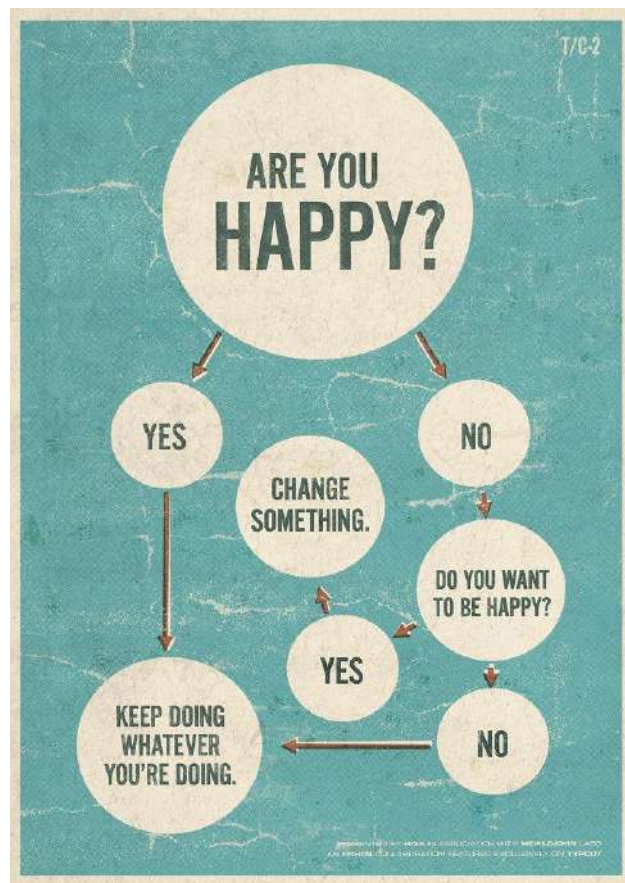 T/C-2
ARE YOU
HAPPY?
YES
NO
CHANGE
SOMETHING.
DO YOU WANT
TO BE HAPPY?
YES
NO
KEEP DOING
WHATEVER
YOU'RE DOING.